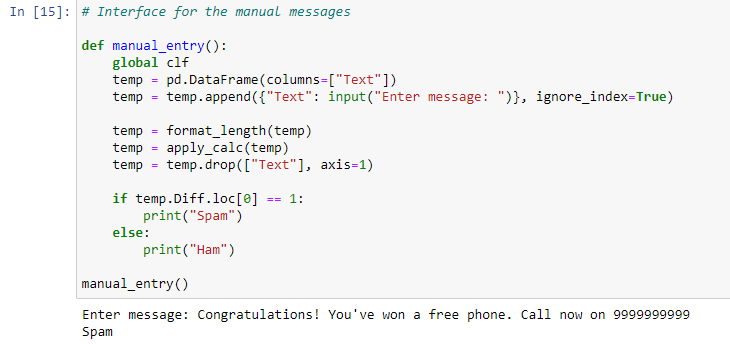 In [15]: # Interface for the manual messages
def manual_entry():
    global clf
    temp = pd.DataFrame(columns=["Text"])
    temp = temp.append({"Text": input("Enter message: ")}, ignore_index=True)
    temp = format_length(temp)
    temp = apply_calc(temp)
    temp = temp.drop(["Text"], axis=1)
    if temp.Diff.loc[0] == 1:
        print("Spam")
    else:
        print("Ham")
manual_entry()
Enter message: Congratulations! You've won a free phone. Call now on 9999999999
Spam